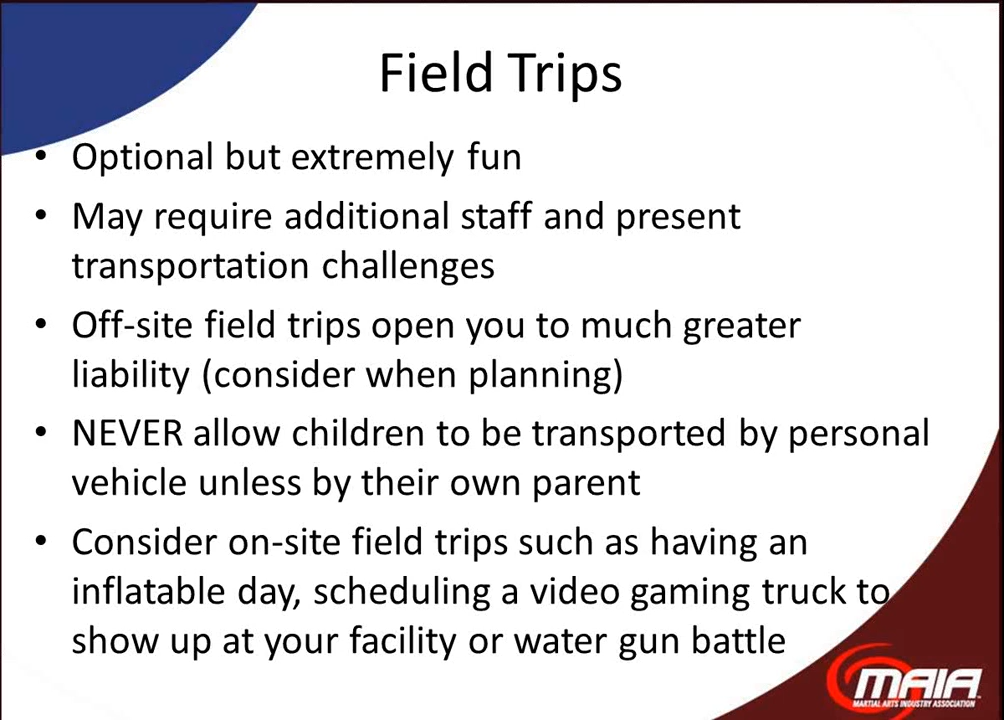 Field Trips
• Optional but extremely fun
• May require additional staff and present
transportation challenges
• Off-site field trips open you to much greater
liability (consider when planning)
• NEVER allow children to be transported by personal
vehicle unless by their own parent
• Consider on-site field trips such as having an
inflatable day, scheduling a video gaming truck to
show up at your facility or water gun battle
MAIA
MARTIAL ARTS INDUSTRY ASSOCIATION